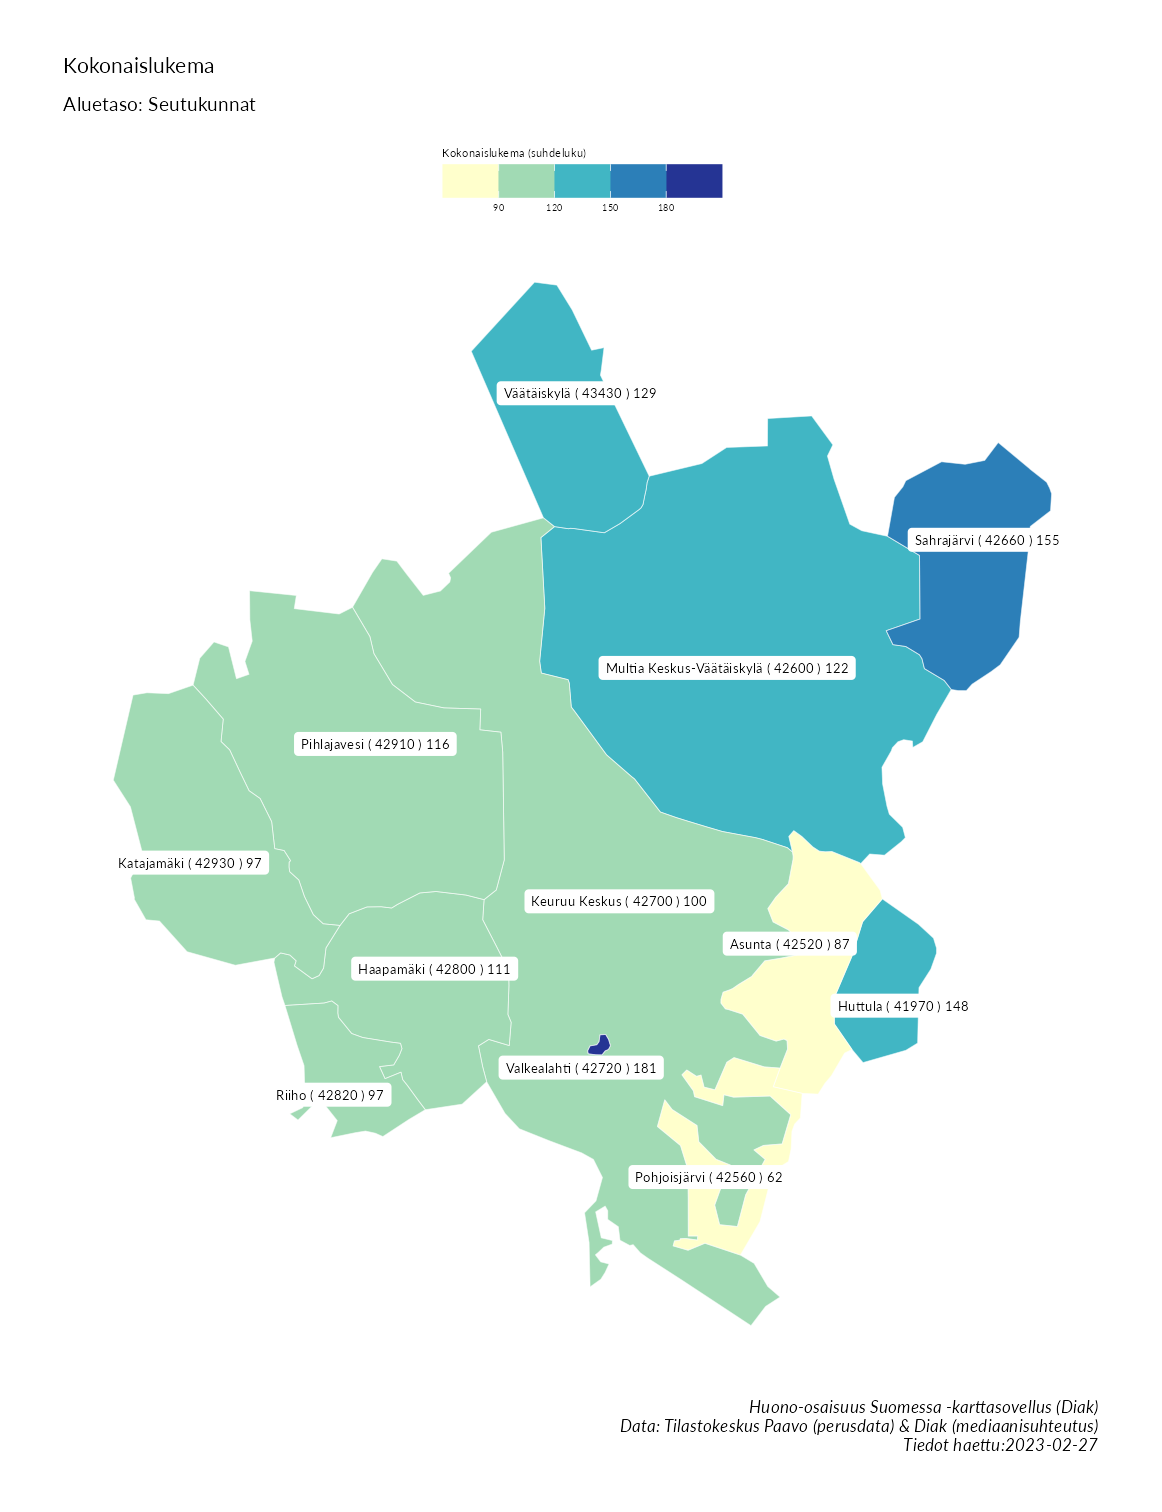 Kokonaislukema
Aluetaso: Seutukunnat
Kokonaislukema (suhdeluku)
90 120 150 180
Väätäiskylä ( 43430 ) 129
Sahrajärvi ( 42660 ) 155
Multia Keskus-Väätäiskylä ( 42600 ) 122
Pihlajavesi ( 42910 ) 116
Katajamäki ( 42930 ) 97
Keuruu Keskus ( 42700 ) 100
Asunta ( 42520 ) 87
Haapamäki ( 42800 ) 111
Huttula ( 41970 ) 148
Valkealahti ( 42720 ) 181
Riiho ( 42820 ) 97
Pohjoisjärvi ( 42560 ) 62
Huono-osaisuus Suomessa -karttasovellus (Diak)
Data: Tilastokeskus Paavo (perusdata) & Diak (mediaanisuhteutus)
Tiedot haettu:2023-02-27